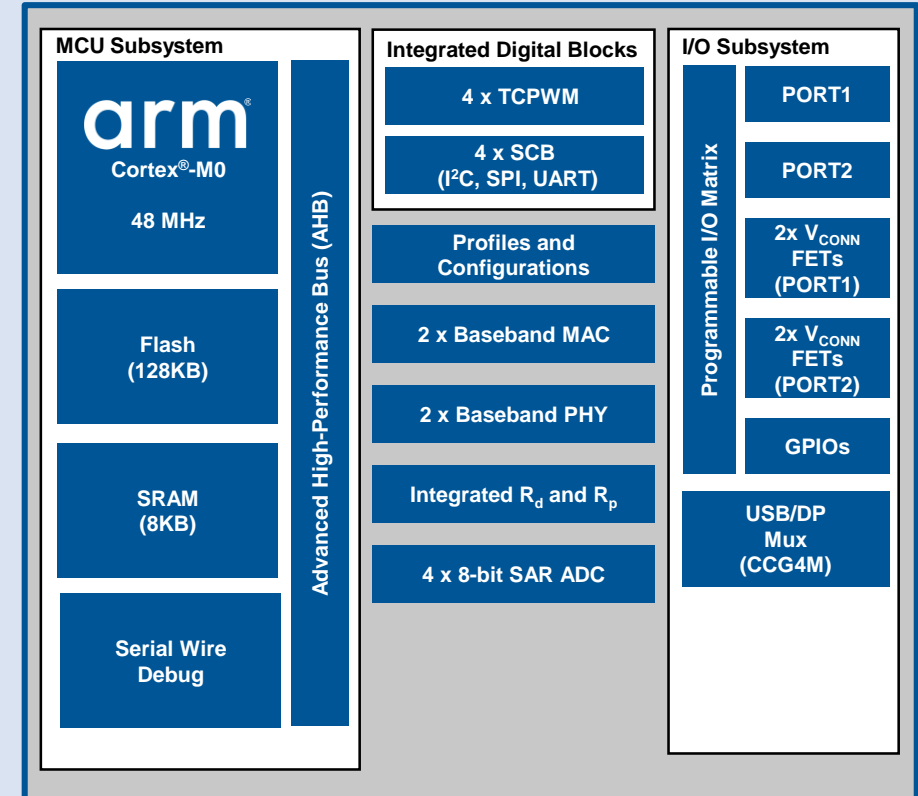 MCU Subsystem
arm®
Cortex®-M0
48 MHz
Flash
(128KB)
SRAM
(8KB)
Serial Wire
Debug
Advanced High-Performance Bus (AHB)
Integrated Digital Blocks
4 x TCPWM
4 x SCB
(I²C, SPI, UART)
Profiles and
Configurations
2 x Baseband MAC
2 x Baseband PHY
Integrated Rd and Rp
4 x 8-bit SAR ADC
I/O Subsystem
Programmable I/O Matrix
PORT1
PORT2
2x VCONN
FETs
(PORT1)
2x VCONN
FETs
(PORT2)
GPIOs
USB/DP
Mux
(CCG4M)